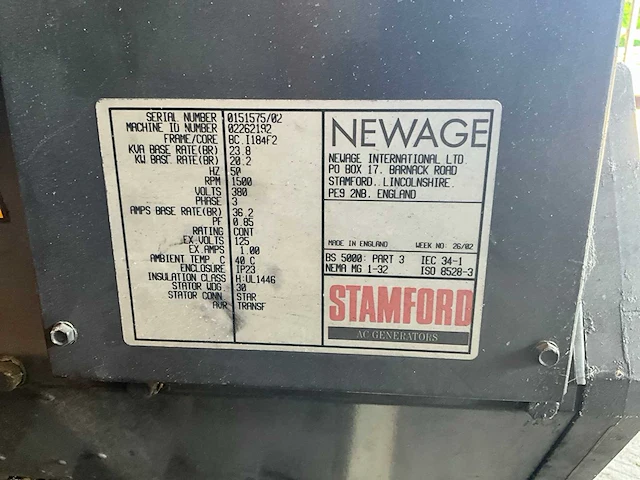 SERIAL NUMBER 0151575/02
MACHINE ID NUMBER 02262192
FRAME/CORE BC.I184F2
KVA BASE RATE(BR) 23.8
KW BASE RATE(BR) 20.2
HZ 50
RPM 1500
VOLTS 380
PHASE 3
AMPS BASE RATE(BR) 36.2
PF 0.85
RATING CONT
EX VOLTS 125
EX AMPS 1.00
AMBIENT TEMP. C 40 C
ENCLOSURE IP23
INSULATION CLASS H:UL1446
STATOR WDG 30
STATOR CONN STAR
AVR TRANSF
NEWAGE
NEWAGE INTERNATIONAL LTD
PO BOX 17. BARNACK ROAD
STAMFORD. LINCOLNSHIRE.
PE9 2NB. ENGLAND
MADE IN ENGLAND WEEK NO: 26/02
BS 5000: PART 3 IEC 34-1
NEMA MG 1-32 ISO 8528-3
STAMFORD
AC GENERATORS